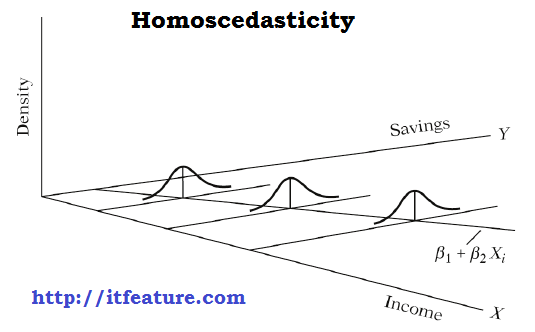 Homoscedasticity
Density
Savings
Y
β₁ + β₂ Xᵢ
http://itfeature.com
Income
X